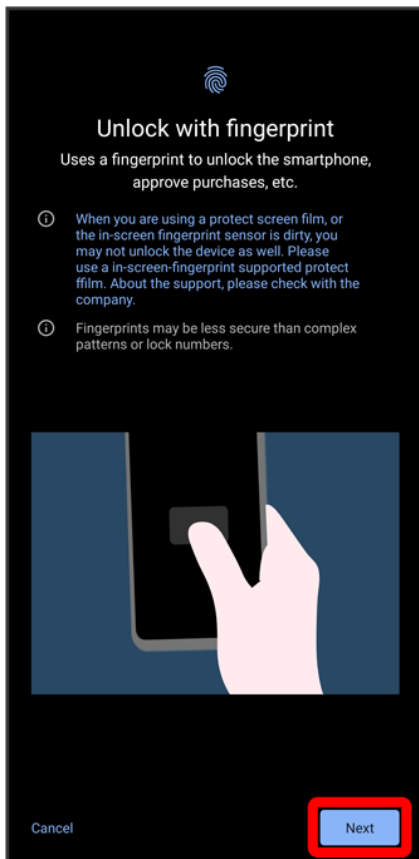 Unlock with fingerprint
Uses a fingerprint to unlock the smartphone,
approve purchases, etc.
When you are using a protect screen film, or
the in-screen fingerprint sensor is dirty, you
may not unlock the device as well. Please
use a in-screen-fingerprint supported protect
ffilm. About the support, please check with the
company.
Fingerprints may be less secure than complex
patterns or lock numbers.
Cancel
Next